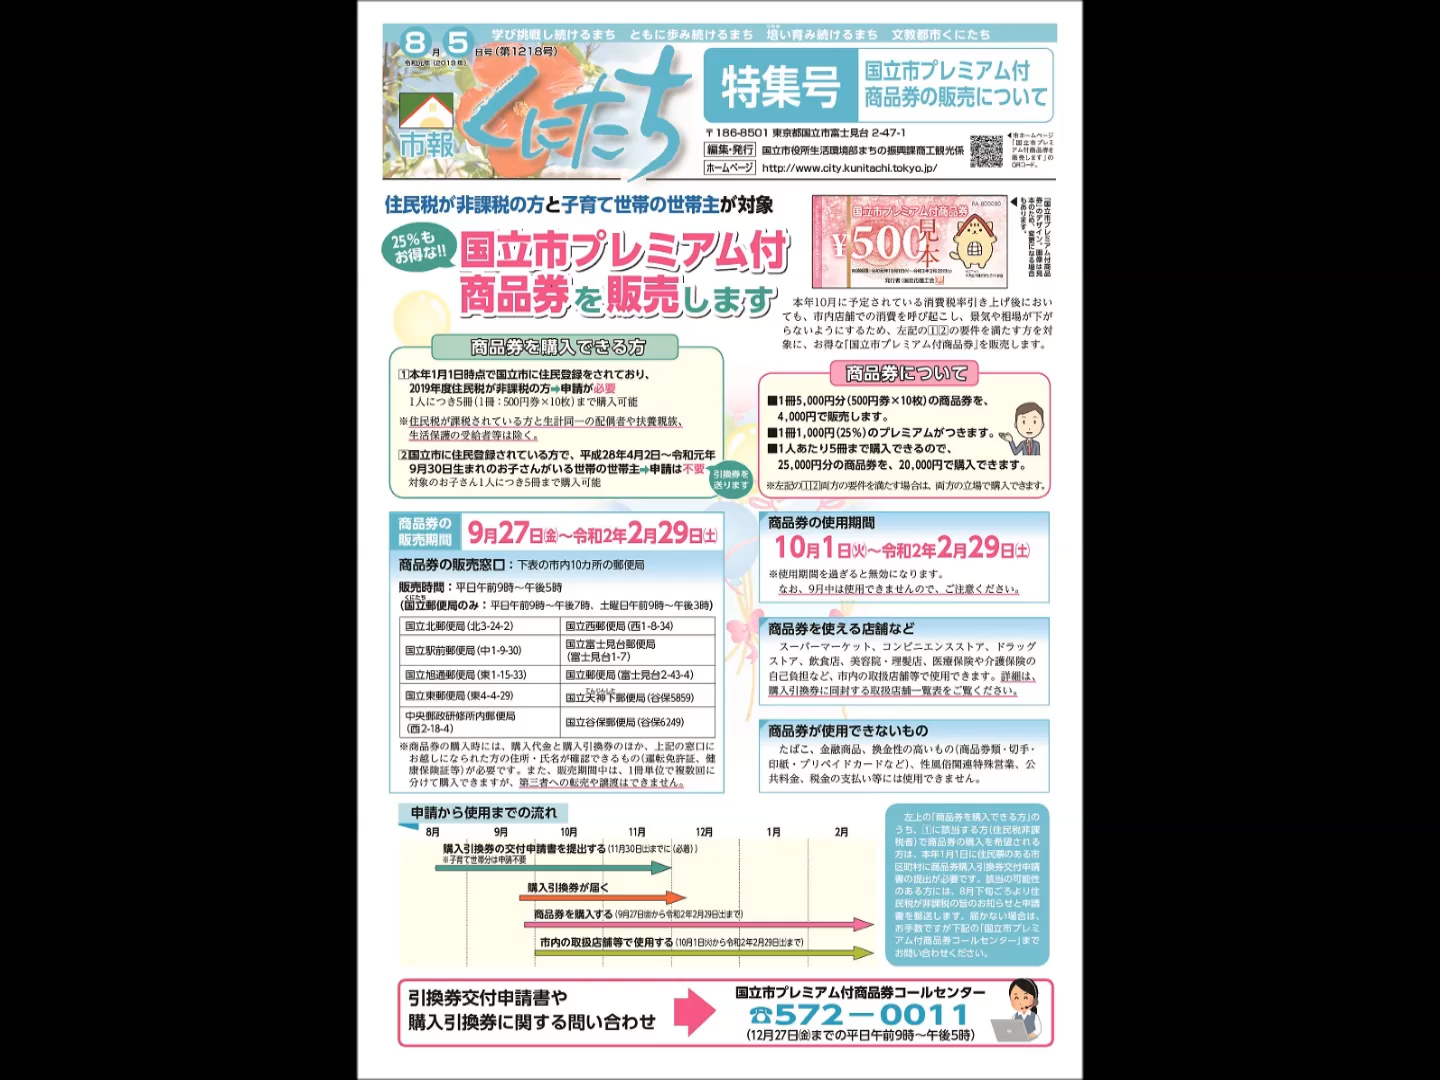 学び挑戦し続けるまち ともに歩み続けるまち 培い育み続けるまち 文教都市くにたち
8月5日号(第1218号)
令和元年(2019年)
市報
くにたち
特集号
国立市プレミアム付
商品券の販売について
〒186-8501 東京都国立市富士見台 2-47-1
編集・発行 国立市役所生活環境部まちの振興課商工観光係
ホームページ http://www.city.kunitachi.tokyo.jp/
◀市ホームページ
「国立市プレミ
アム付商品券を
販売します」の
QRコード。
住民税が非課税の方と子育て世帯の世帯主が対象
25%も
お得な!!
国立市プレミアム付
商品券を販売します
国立市プレミアム付商品券
¥500
見本
◀「国立市プレミアム付商品
券」のデザイン。画像は見
本のため、変更になる場合
もあります。
本年10月に予定されている消費税率引き上げ後におい
ても、市内店舗での消費を呼び起こし、景気や相場が下が
らないようにするため、左記の①②の要件を満たす方を対
象に、お得な「国立市プレミアム付商品券」を販売します。
商品券を購入できる方
①本年1月1日時点で国立市に住民登録をされており、
2019年度住民税が非課税の方➡申請が必要
1人につき5冊(1冊:500円券×10枚)まで購入可能
※住民税が課税されている方と生計同一の配偶者や扶養親族、
生活保護の受給者等は除く。
②国立市に住民登録されている方で、平成28年4月2日～令和元年
9月30日生まれのお子さんがいる世帯の世帯主➡申請は不要
対象のお子さん1人につき5冊まで購入可能
引換券を
送ります
商品券について
■1冊5,000円分(500円券×10枚)の商品券を、
4,000円で販売します。
■1冊1,000円(25%)のプレミアムがつきます。
■1人あたり5冊まで購入できるので、
25,000円分の商品券を、20,000円で購入できます。
※左記の①②両方の要件を満たす場合は、両方の立場で購入できます。
商品券の
販売期間
9月27日㈮～令和2年2月29日㈯
商品券の販売窓口:下表の市内10カ所の郵便局
販売時間:平日午前9時～午後5時
くにたち
(国立郵便局のみ:平日午前9時～午後7時、土曜日午前9時～午後3時)
国立北郵便局(北3-24-2) 国立西郵便局(西1-8-34)
国立駅前郵便局(中1-9-30) 国立富士見台郵便局
(富士見台1-7)
国立旭通郵便局(東1-15-33) 国立郵便局(富士見台2-43-4)
国立東郵便局(東4-4-29) 国立天神下郵便局(谷保5859)
中央郵政研修所内郵便局
(西2-18-4) 国立谷保郵便局(谷保6249)
※商品券の購入時には、購入代金と購入引換券のほか、上記の窓口に
お越しになられた方の住所・氏名が確認できるもの(運転免許証、健
康保険証等)が必要です。また、販売期間中は、1冊単位で複数回に
分けて購入できますが、第三者への転売や譲渡はできません。
商品券の使用期間
10月1日㈫～令和2年2月29日㈯
※使用期間を過ぎると無効になります。
なお、9月中は使用できませんので、ご注意ください。
商品券を使える店舗など
スーパーマーケット、コンビニエンスストア、ドラッグ
ストア、飲食店、美容院・理髪店、医療保険や介護保険の
自己負担など、市内の取扱店舗等で使用できます。詳細は、
購入引換券に同封する取扱店舗一覧表をご覧ください。
商品券が使用できないもの
たばこ、金融商品、換金性の高いもの(商品券類・切手・
印紙・プリペイドカードなど)、性風俗関連特殊営業、公
共料金、税金の支払い等には使用できません。
申請から使用までの流れ
8月 9月 10月 11月 12月 1月 2月
購入引換券の交付申請書を提出する(11月30日㈯までに(必着))
※子育て世帯分は申請不要
購入引換券が届く
商品券を購入する(9月27日㈮から令和2年2月29日㈯まで)
市内の取扱店舗等で使用する(10月1日㈫から令和2年2月29日㈯まで)
左上の「商品券を購入できる方」の
うち、①に該当する方(住民税非課
税者)で商品券の購入を希望される
方は、本年1月1日に住民票のある市
区町村に商品券購入引換券交付申請
書の提出が必要です。該当の可能性
のある方には、8月下旬ごろより住
民税が非課税の旨のお知らせと申請
書を郵送します。届かない場合は、
お手数ですが下記の「国立市プレミ
アム付商品券コールセンター」まで
お問い合わせください。
引換券交付申請書や
購入引換券に関する問い合わせ
国立市プレミアム付商品券コールセンター
☎572－0011
(12月27日㈮までの平日午前9時～午後5時)